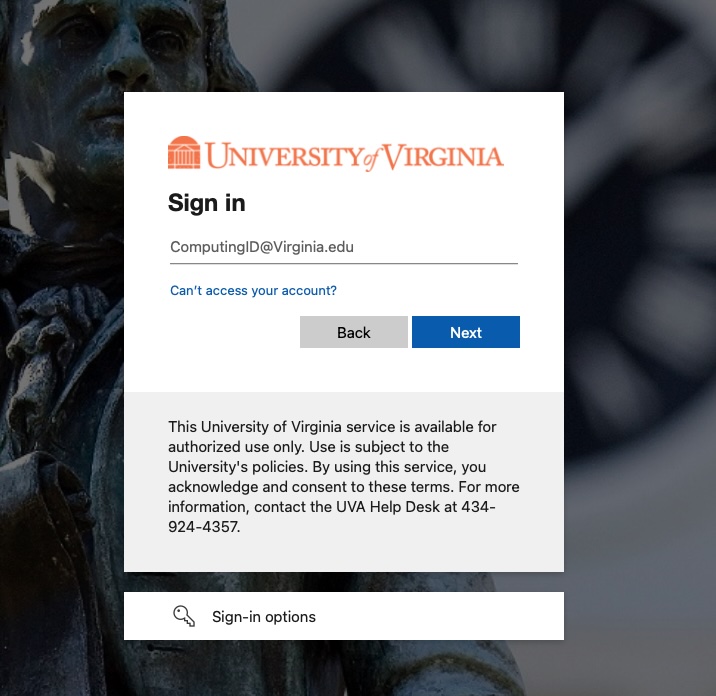 UNIVERSITY of VIRGINIA
Sign in
ComputingID@Virginia.edu
Can't access your account?
Back
Next
This University of Virginia service is available for
authorized use only. Use is subject to the
University's policies. By using this service, you
acknowledge and consent to these terms. For more
information, contact the UVA Help Desk at 434-
924-4357.
Sign-in options